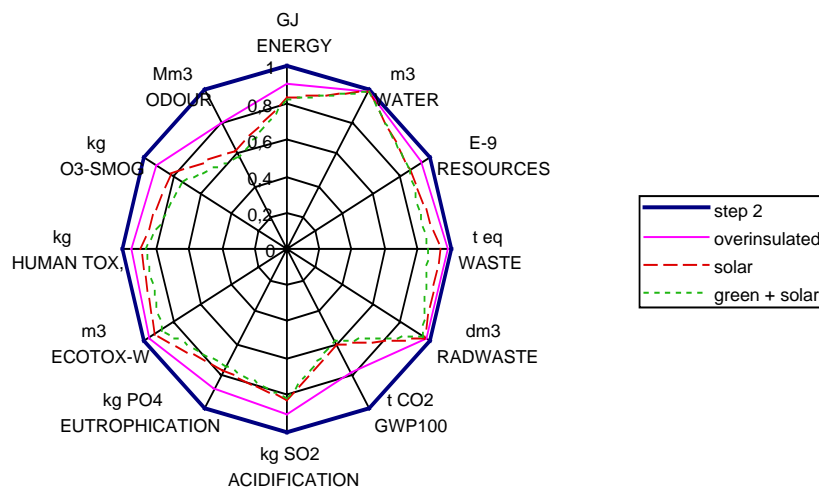 GJ
ENERGY
m3
WATER
E-9
RESOURCES
t eq
WASTE
dm3
RADWASTE
t CO2
GWP100
kg SO2
ACIDIFICATION
kg PO4
EUTROPHICATION
m3
ECOTOX-W
kg
HUMAN TOX,
kg
O3-SMOG
Mm3
ODOUR
1
0,8
0,6
0,4
0,2
0
step 2
overinsulated
solar
green + solar